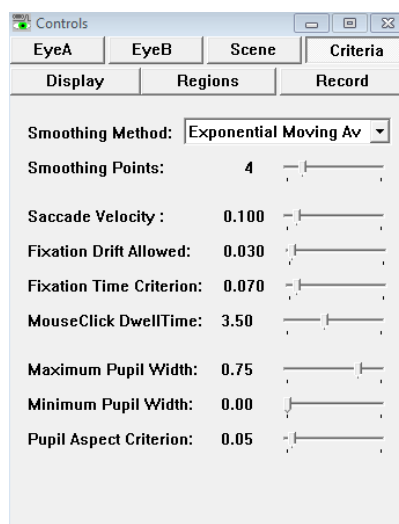 Controls
EyeA EyeB Scene Criteria
Display Regions Record
Smoothing Method: Exponential Moving Av
Smoothing Points: 4
Saccade Velocity : 0.100
Fixation Drift Allowed: 0.030
Fixation Time Criterion: 0.070
MouseClick DwellTime: 3.50
Maximum Pupil Width: 0.75
Minimum Pupil Width: 0.00
Pupil Aspect Criterion: 0.05